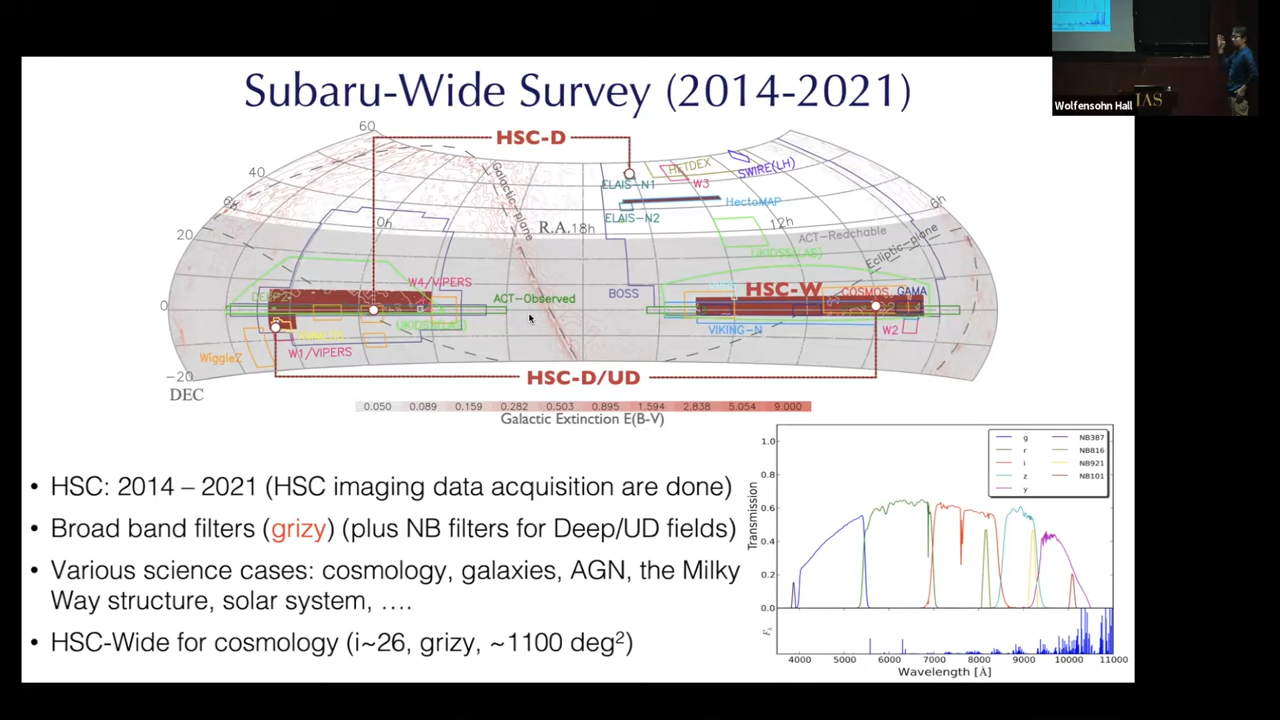 Wolfensohn Hall
IAS
Subaru-Wide Survey (2014-2021)
60
HSC-D
40
Galactic-plane
HETDEX
SWIRE(LH)
ELAIS-N1
W3
6h
ELAIS-N2
HectoMAP
6h
0h
R.A.18h
12h
20
ACT-Reachable
UKIDSS(LAS)
Ecliptic-plane
W4/VIPERS
HSC-W
DEEP2
BOSS
COSMOS
GAMA
ACT-Observed
0
UKIDSS(LAS)
VIKING-N
W2
WiggleZ
W1/VIPERS
-20
HSC-D/UD
DEC
0.050 0.089 0.159 0.282 0.503 0.895 1.594 2.838 5.054 9.000
Galactic Extinction E(B-V)
• HSC: 2014 – 2021 (HSC imaging data acquisition are done)
• Broad band filters (grizy) (plus NB filters for Deep/UD fields)
• Various science cases: cosmology, galaxies, AGN, the Milky
Way structure, solar system, ….
• HSC-Wide for cosmology (i~26, grizy, ~1100 deg²)
g NB387
r NB816
i NB921
z NB101
y
1.0
0.8
0.6
0.4
0.2
0.0
Transmission
F_λ
4000 5000 6000 7000 8000 9000 10000 11000
Wavelength [Å]